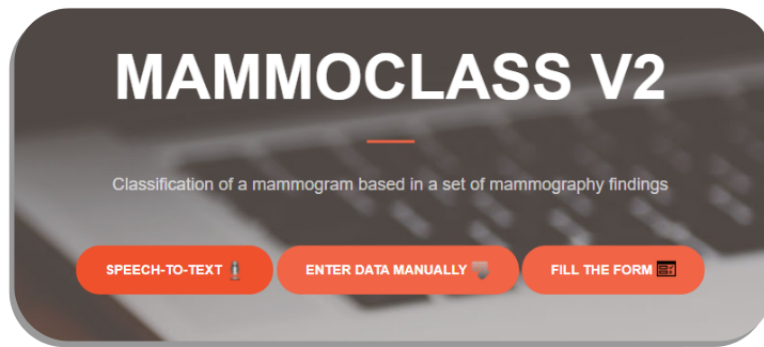 MAMMOCLASS V2
Classification of a mammogram based in a set of mammography findings
SPEECH-TO-TEXT ENTER DATA MANUALLY FILL THE FORM